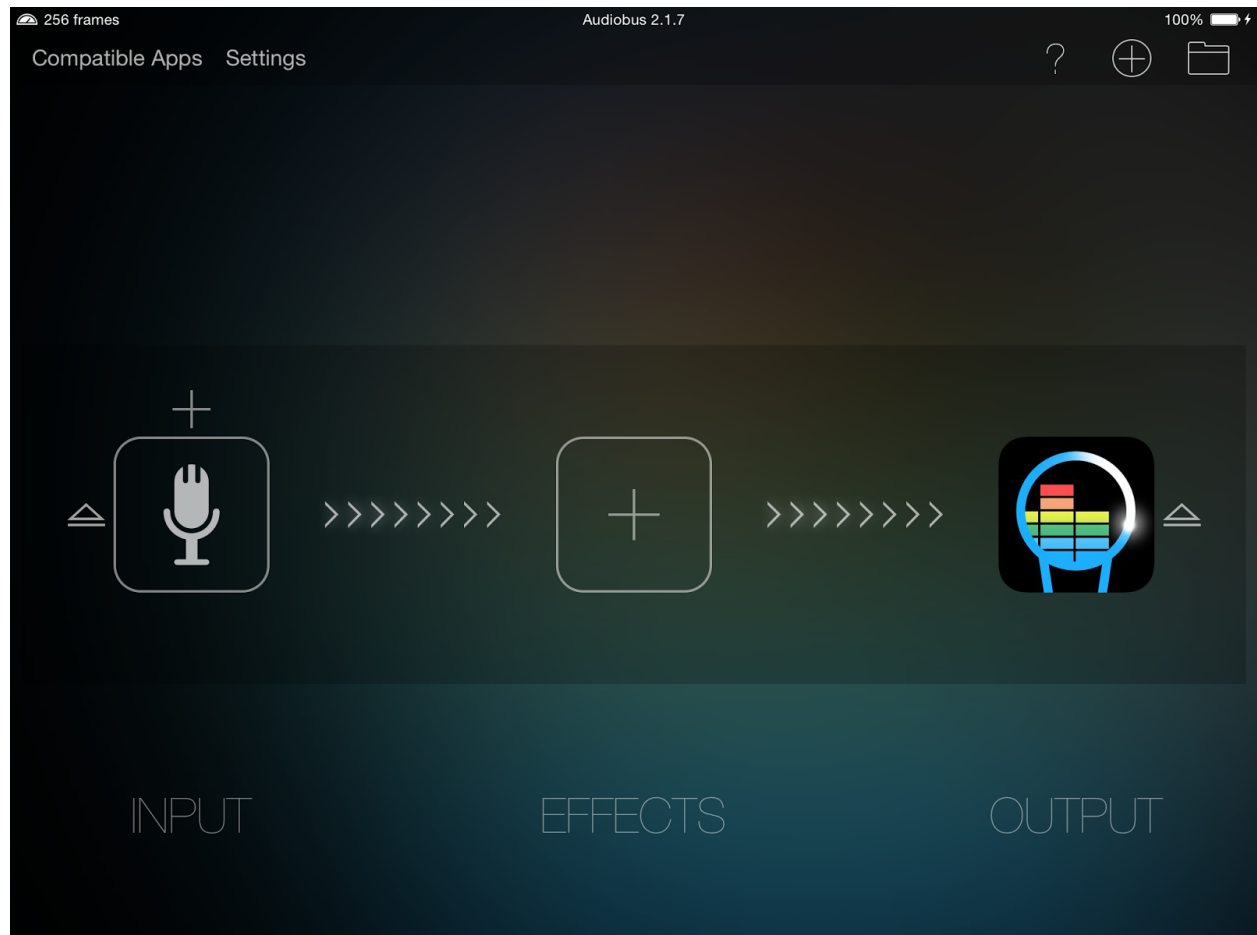 256 frames Audiobus 2.1.7 100%
Compatible Apps Settings
INPUT EFFECTS OUTPUT